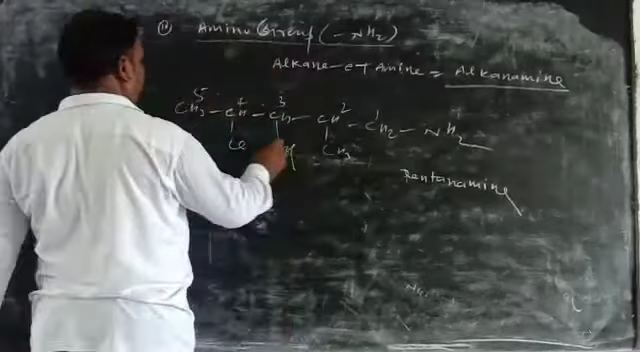 Amino Group (-NH2)
Alkane - e + Amine = Alkanamine
5 4 3 2 1
CH3 - CH - CH - CH - CH2 - NH2
Cl CH3
Pentanamine